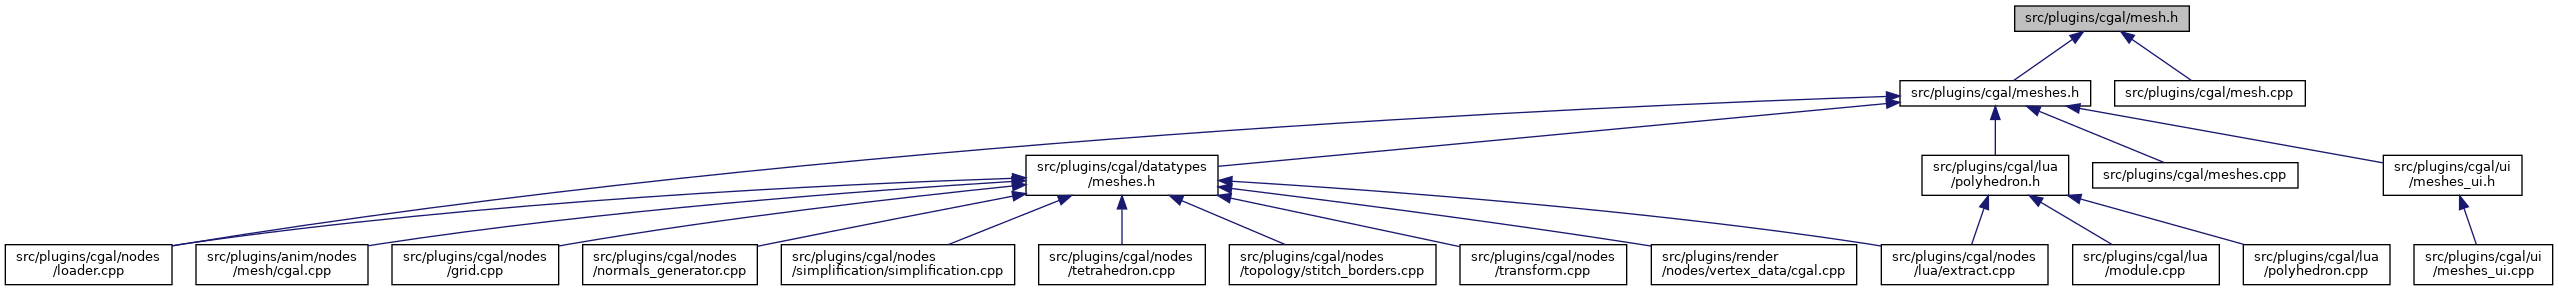 src/plugins/cgal/mesh.h
src/plugins/cgal/meshes.h
src/plugins/cgal/mesh.cpp
src/plugins/cgal/datatypes
/meshes.h
src/plugins/cgal/lua
/polyhedron.h
src/plugins/cgal/meshes.cpp
src/plugins/cgal/ui
/meshes_ui.h
src/plugins/cgal/nodes
/loader.cpp
src/plugins/anim/nodes
/mesh/cgal.cpp
src/plugins/cgal/nodes
/grid.cpp
src/plugins/cgal/nodes
/normals_generator.cpp
src/plugins/cgal/nodes
/simplification/simplification.cpp
src/plugins/cgal/nodes
/tetrahedron.cpp
src/plugins/cgal/nodes
/topology/stitch_borders.cpp
src/plugins/cgal/nodes
/transform.cpp
src/plugins/render
/nodes/vertex_data/cgal.cpp
src/plugins/cgal/nodes
/lua/extract.cpp
src/plugins/cgal/lua
/module.cpp
src/plugins/cgal/lua
/polyhedron.cpp
src/plugins/cgal/ui
/meshes_ui.cpp